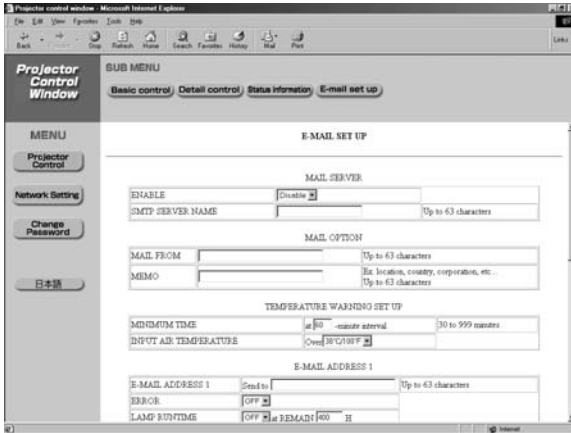 Projector control window - Microsoft Internet Explorer
File Edit View Favorites Tools Help
Back Stop Refresh Home Search Favorites History Mail Print
Links
Projector Control Window
SUB MENU
Basic control Detail control Status information E-mail set up
MENU
Projector Control
Network Setting
Change Password
日本語
E-MAIL SET UP
MAIL SERVER
ENABLE Disable
SMTP SERVER NAME Up to 63 characters
MAIL OPTION
MAIL FROM Up to 63 characters
MEMO Ex. location, country, corporation, etc...
Up to 63 characters
TEMPERATURE WARNING SET UP
MINIMUM TIME at 60 -minute interval 30 to 999 minutes
INPUT AIR TEMPERATURE Over 38°C/100°F
E-MAIL ADDRESS 1
E-MAIL ADDRESS 1 Send to Up to 63 characters
ERROR OFF
LAMP RUNTIME OFF at REMAIN 400 H
Internet